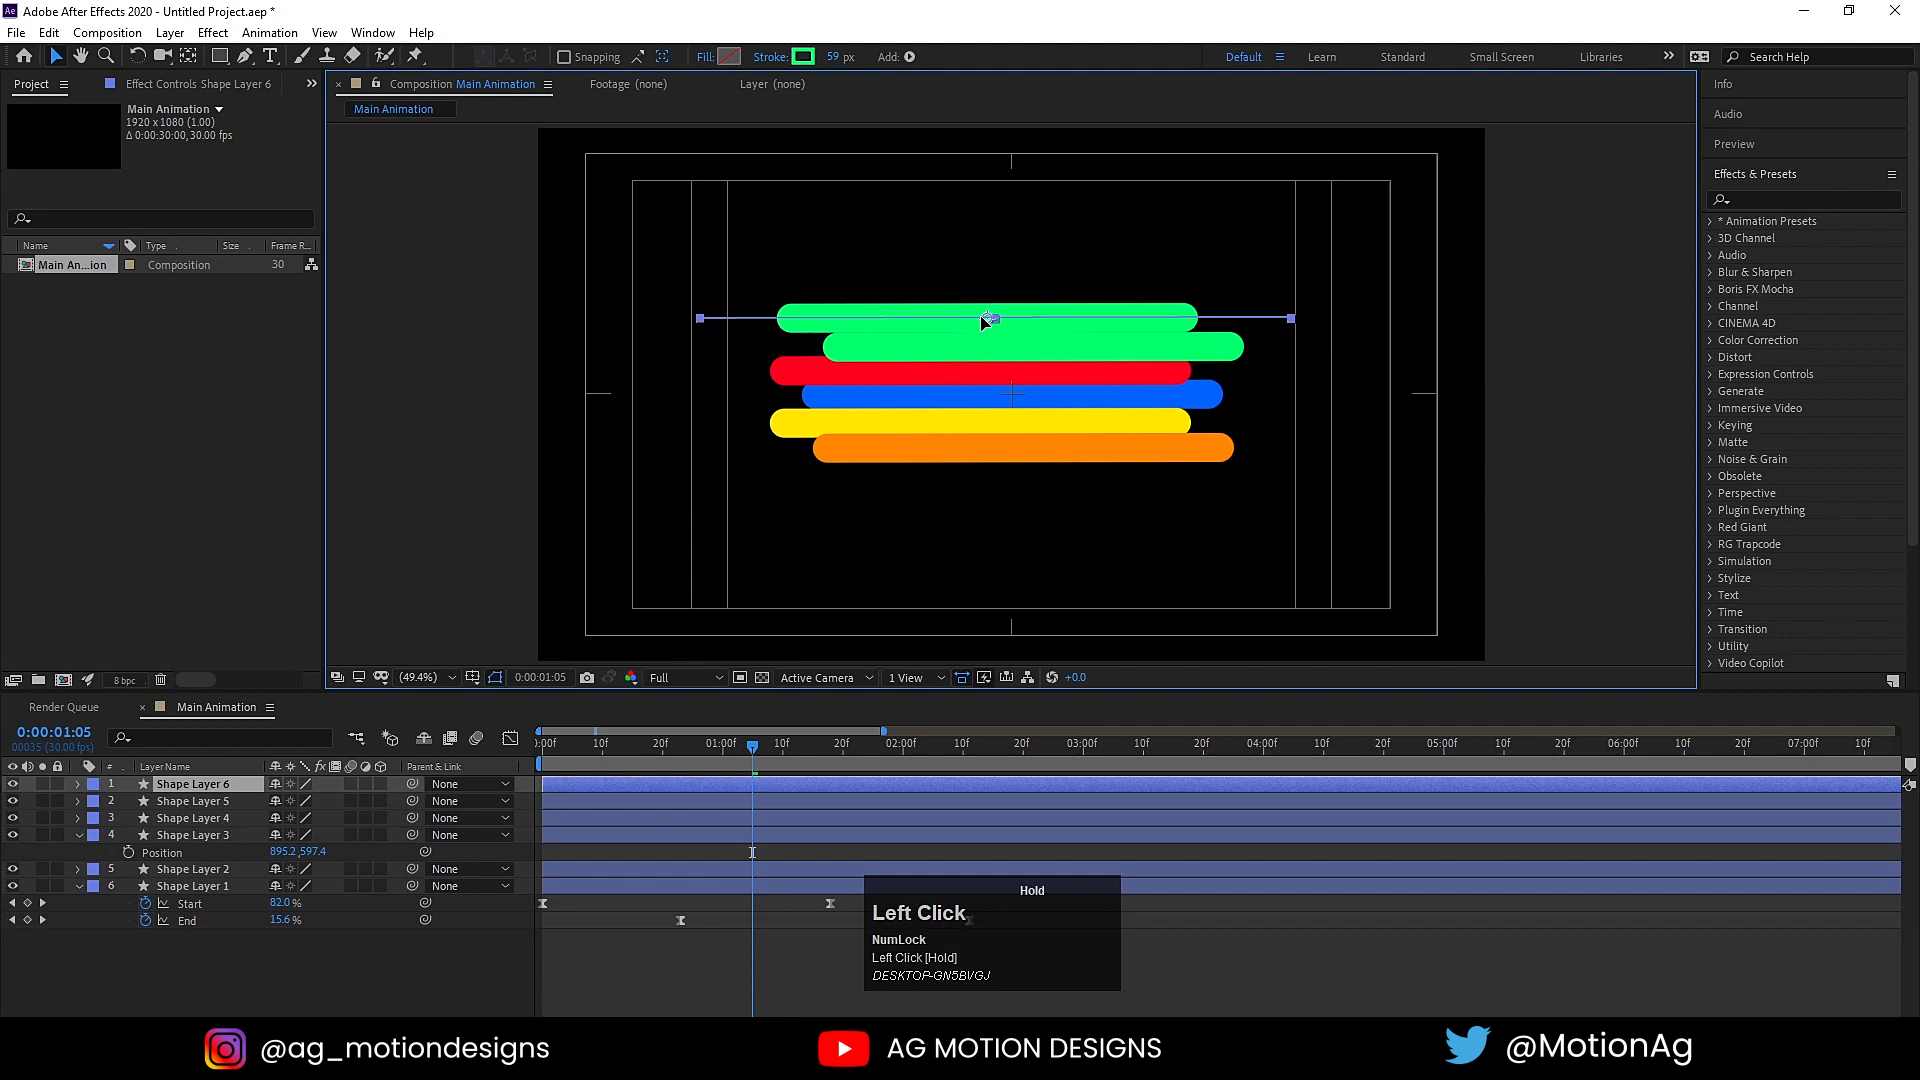 Ae Adobe After Effects 2020 - Untitled Project.aep *
File Edit Composition Layer Effect Animation View Window Help
Snapping Fill: Stroke: 59 px Add: Default Learn Standard Small Screen Libraries Search Help
Project Effect Controls Shape Layer 6
Composition Main Animation Footage (none) Layer (none)
Main Animation
Main Animation
1920 x 1080 (1.00)
Δ 0:00:30:00, 30.00 fps
Name Type Size Frame R...
Main An...ion Composition 30
8 bpc
(49.4%) 0:00:01:05 Full Active Camera 1 View +0.0
Info
Audio
Preview
Effects & Presets
* Animation Presets
3D Channel
Audio
Blur & Sharpen
Boris FX Mocha
Channel
CINEMA 4D
Color Correction
Distort
Expression Controls
Generate
Immersive Video
Keying
Matte
Noise & Grain
Obsolete
Perspective
Plugin Everything
Red Giant
RG Trapcode
Simulation
Stylize
Text
Time
Transition
Utility
Video Copilot
Render Queue Main Animation
0:00:01:05
00035 (30.00 fps)
:00f 10f 20f 01:00f 10f 20f 02:00f 10f 20f 03:00f 10f 20f 04:00f 10f 20f 05:00f 10f 20f 06:00f 10f 20f 07:00f 10f
# Layer Name fx Parent & Link
1 Shape Layer 6 None
2 Shape Layer 5 None
3 Shape Layer 4 None
4 Shape Layer 3 None
Position 895.2,597.4
5 Shape Layer 2 None
6 Shape Layer 1 None
Start 82.0 %
End 15.6 %
Hold
Left Click
NumLock
Left Click [Hold]
DESKTOP-GN5BVGJ
@ag_motiondesigns AG MOTION DESIGNS @MotionAg